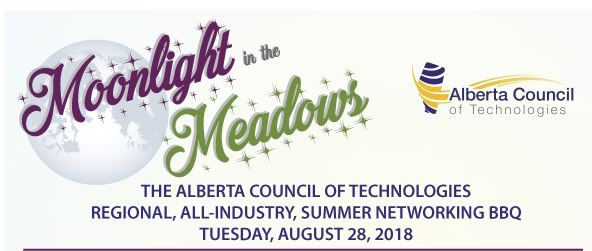 Moonlight in the
Meadows
Alberta Council
of Technologies
THE ALBERTA COUNCIL OF TECHNOLOGIES
REGIONAL, ALL-INDUSTRY, SUMMER NETWORKING BBQ
TUESDAY, AUGUST 28, 2018